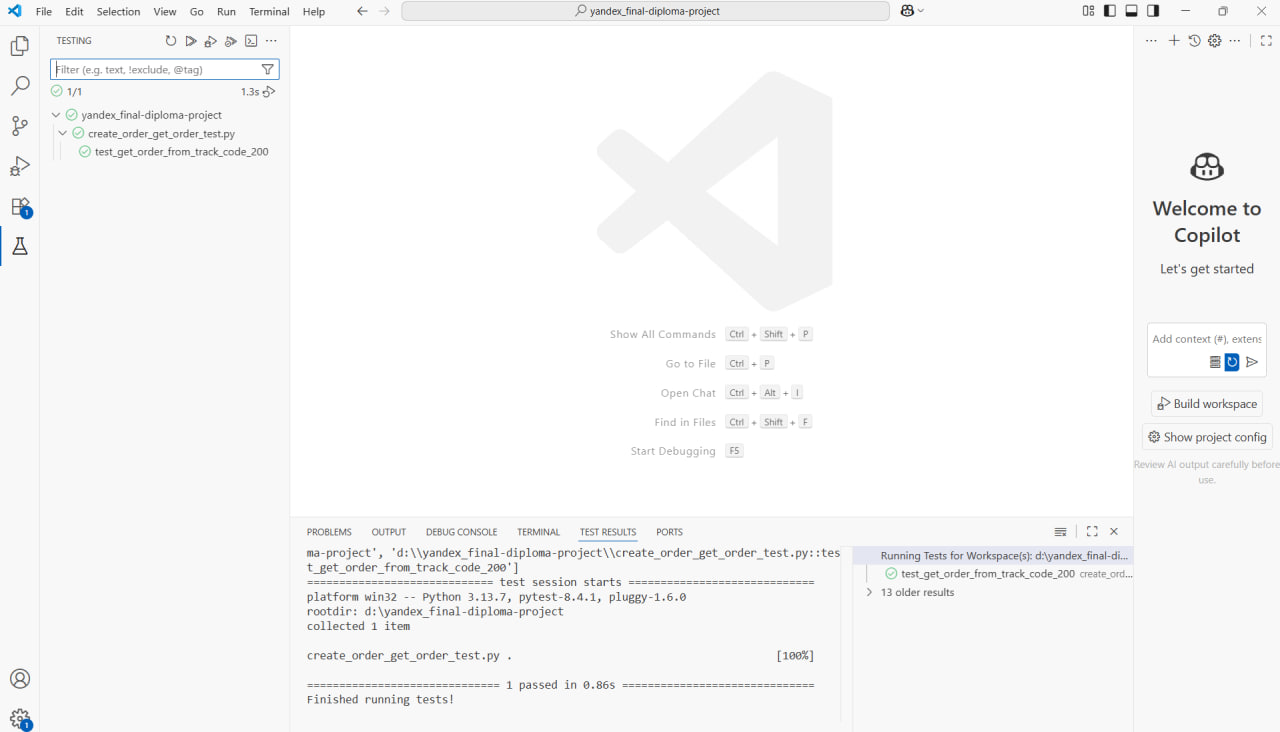 File Edit Selection View Go Run Terminal Help
yandex_final-diploma-project
TESTING
Filter (e.g. text, !exclude, @tag)
1/1
1.3s
yandex_final-diploma-project
create_order_get_order_test.py
test_get_order_from_track_code_200
1
1
Show All Commands Ctrl + Shift + P
Go to File Ctrl + P
Open Chat Ctrl + Alt + I
Find in Files Ctrl + Shift + F
Start Debugging F5
PROBLEMS OUTPUT DEBUG CONSOLE TERMINAL TEST RESULTS PORTS
ma-project', 'd:\\yandex_final-diploma-project\\create_order_get_order_test.py::tes
t_get_order_from_track_code_200']
============================= test session starts =============================
platform win32 -- Python 3.13.7, pytest-8.4.1, pluggy-1.6.0
rootdir: d:\yandex_final-diploma-project
collected 1 item
create_order_get_order_test.py . [100%]
============================== 1 passed in 0.86s ==============================
Finished running tests!
Running Tests for Workspace(s): d:\yandex_final-di...
test_get_order_from_track_code_200 create_ord...
13 older results
Welcome to
Copilot
Let's get started
Add context (#), extens
Build workspace
Show project config
Review AI output carefully before
use.